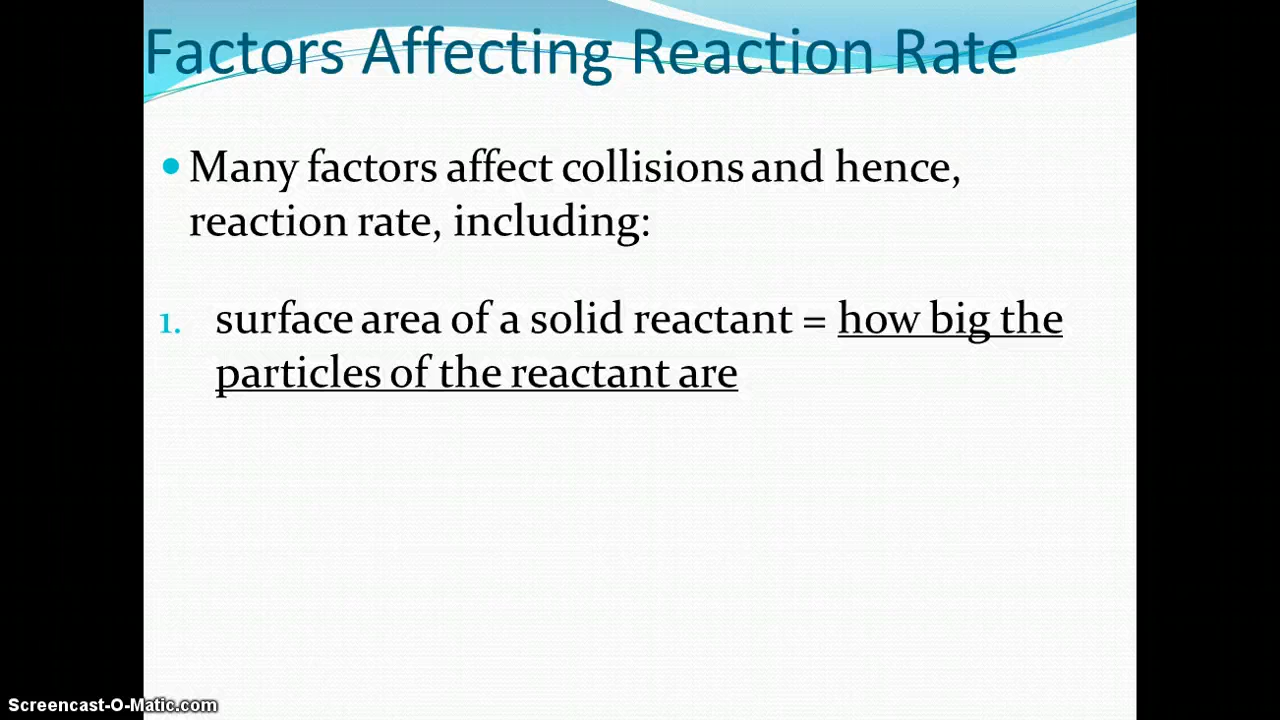 Factors Affecting Reaction Rate
• Many factors affect collisions and hence,
reaction rate, including:
1. surface area of a solid reactant = how big the
particles of the reactant are
Screencast-O-Matic.com